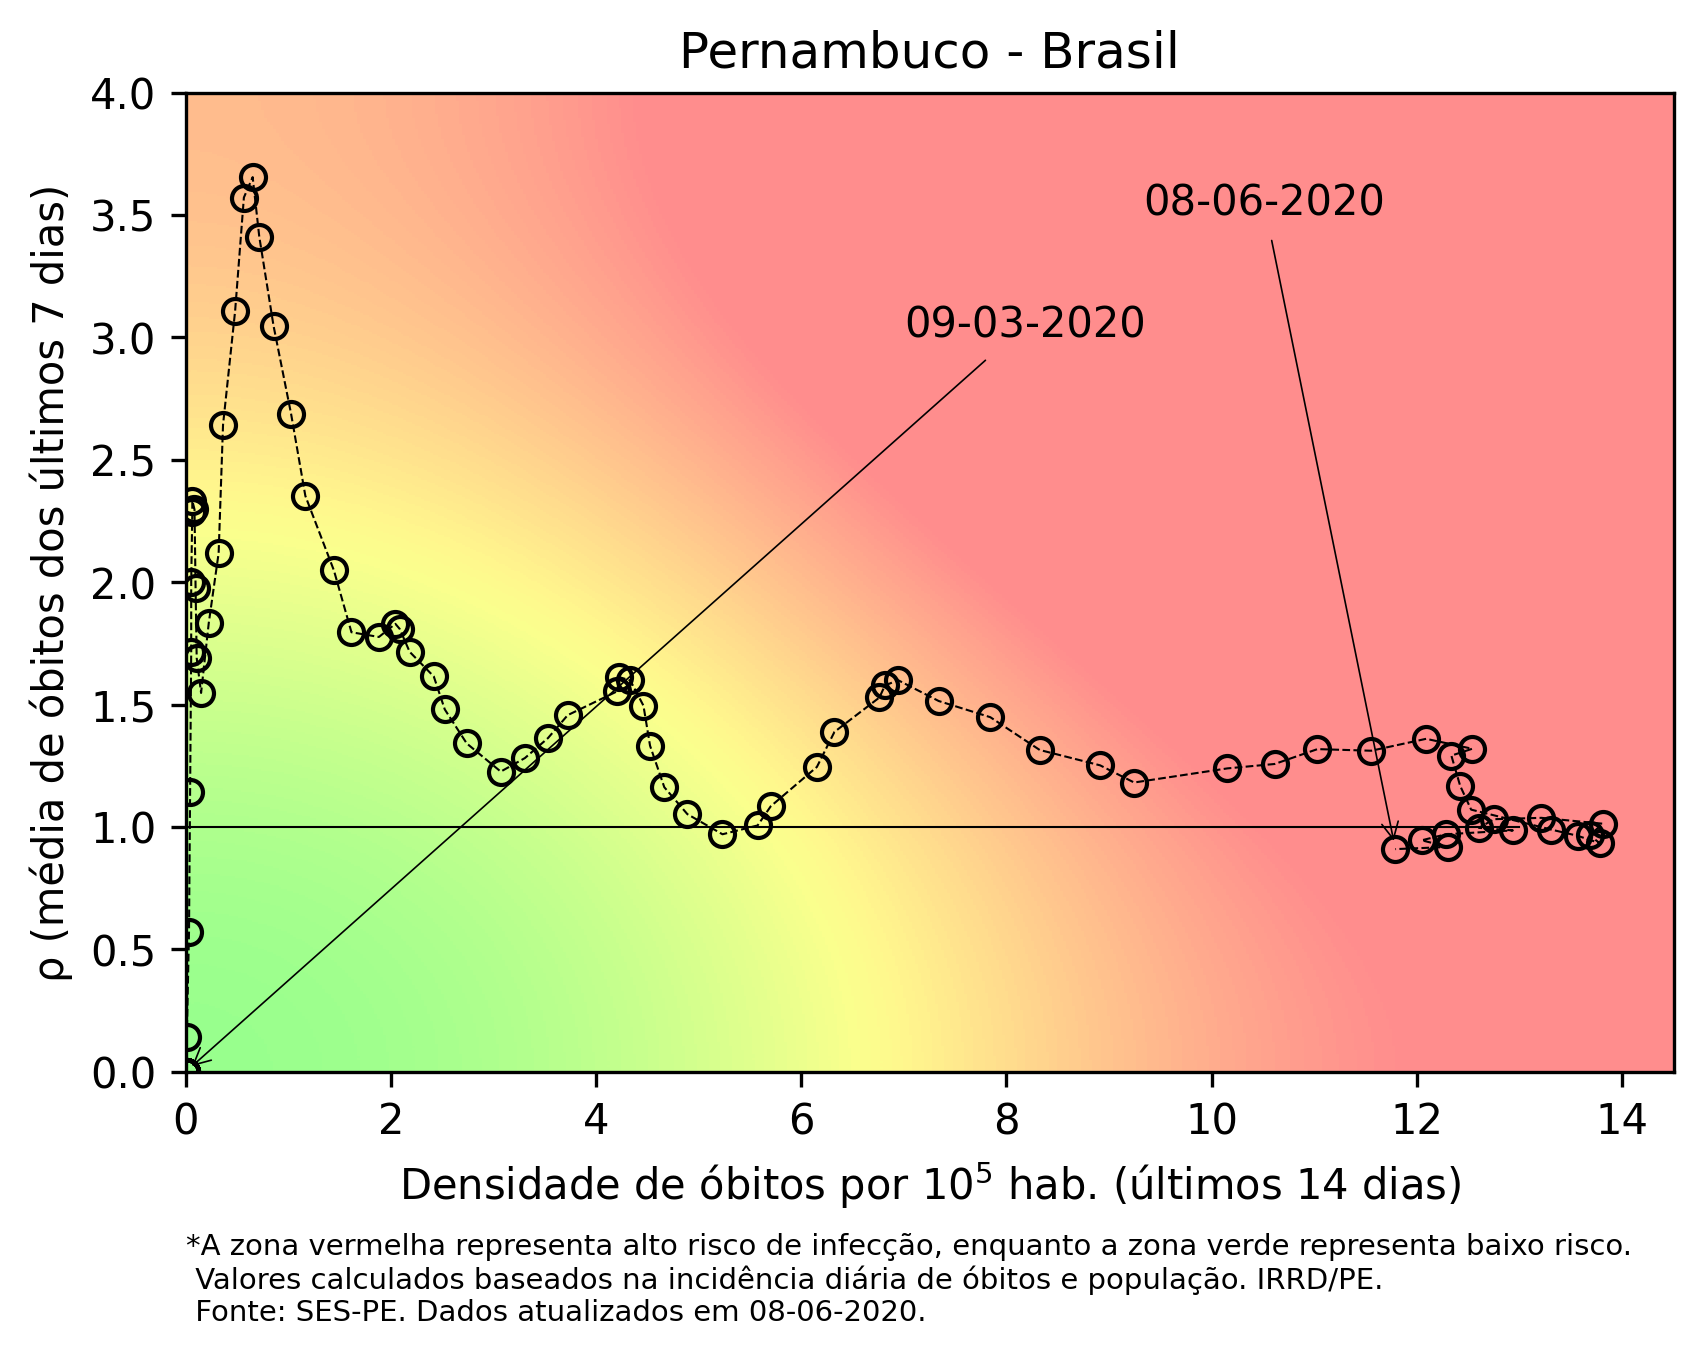 Pernambuco - Brasil
4.0
3.5
3.0
2.5
2.0
1.5
1.0
0.5
0.0
ρ (média de óbitos dos últimos 7 dias)
08-06-2020
09-03-2020
0 2 4 6 8 10 12 14
Densidade de óbitos por 10⁵ hab. (últimos 14 dias)
*A zona vermelha representa alto risco de infecção, enquanto a zona verde representa baixo risco.
Valores calculados baseados na incidência diária de óbitos e população. IRRD/PE.
Fonte: SES-PE. Dados atualizados em 08-06-2020.